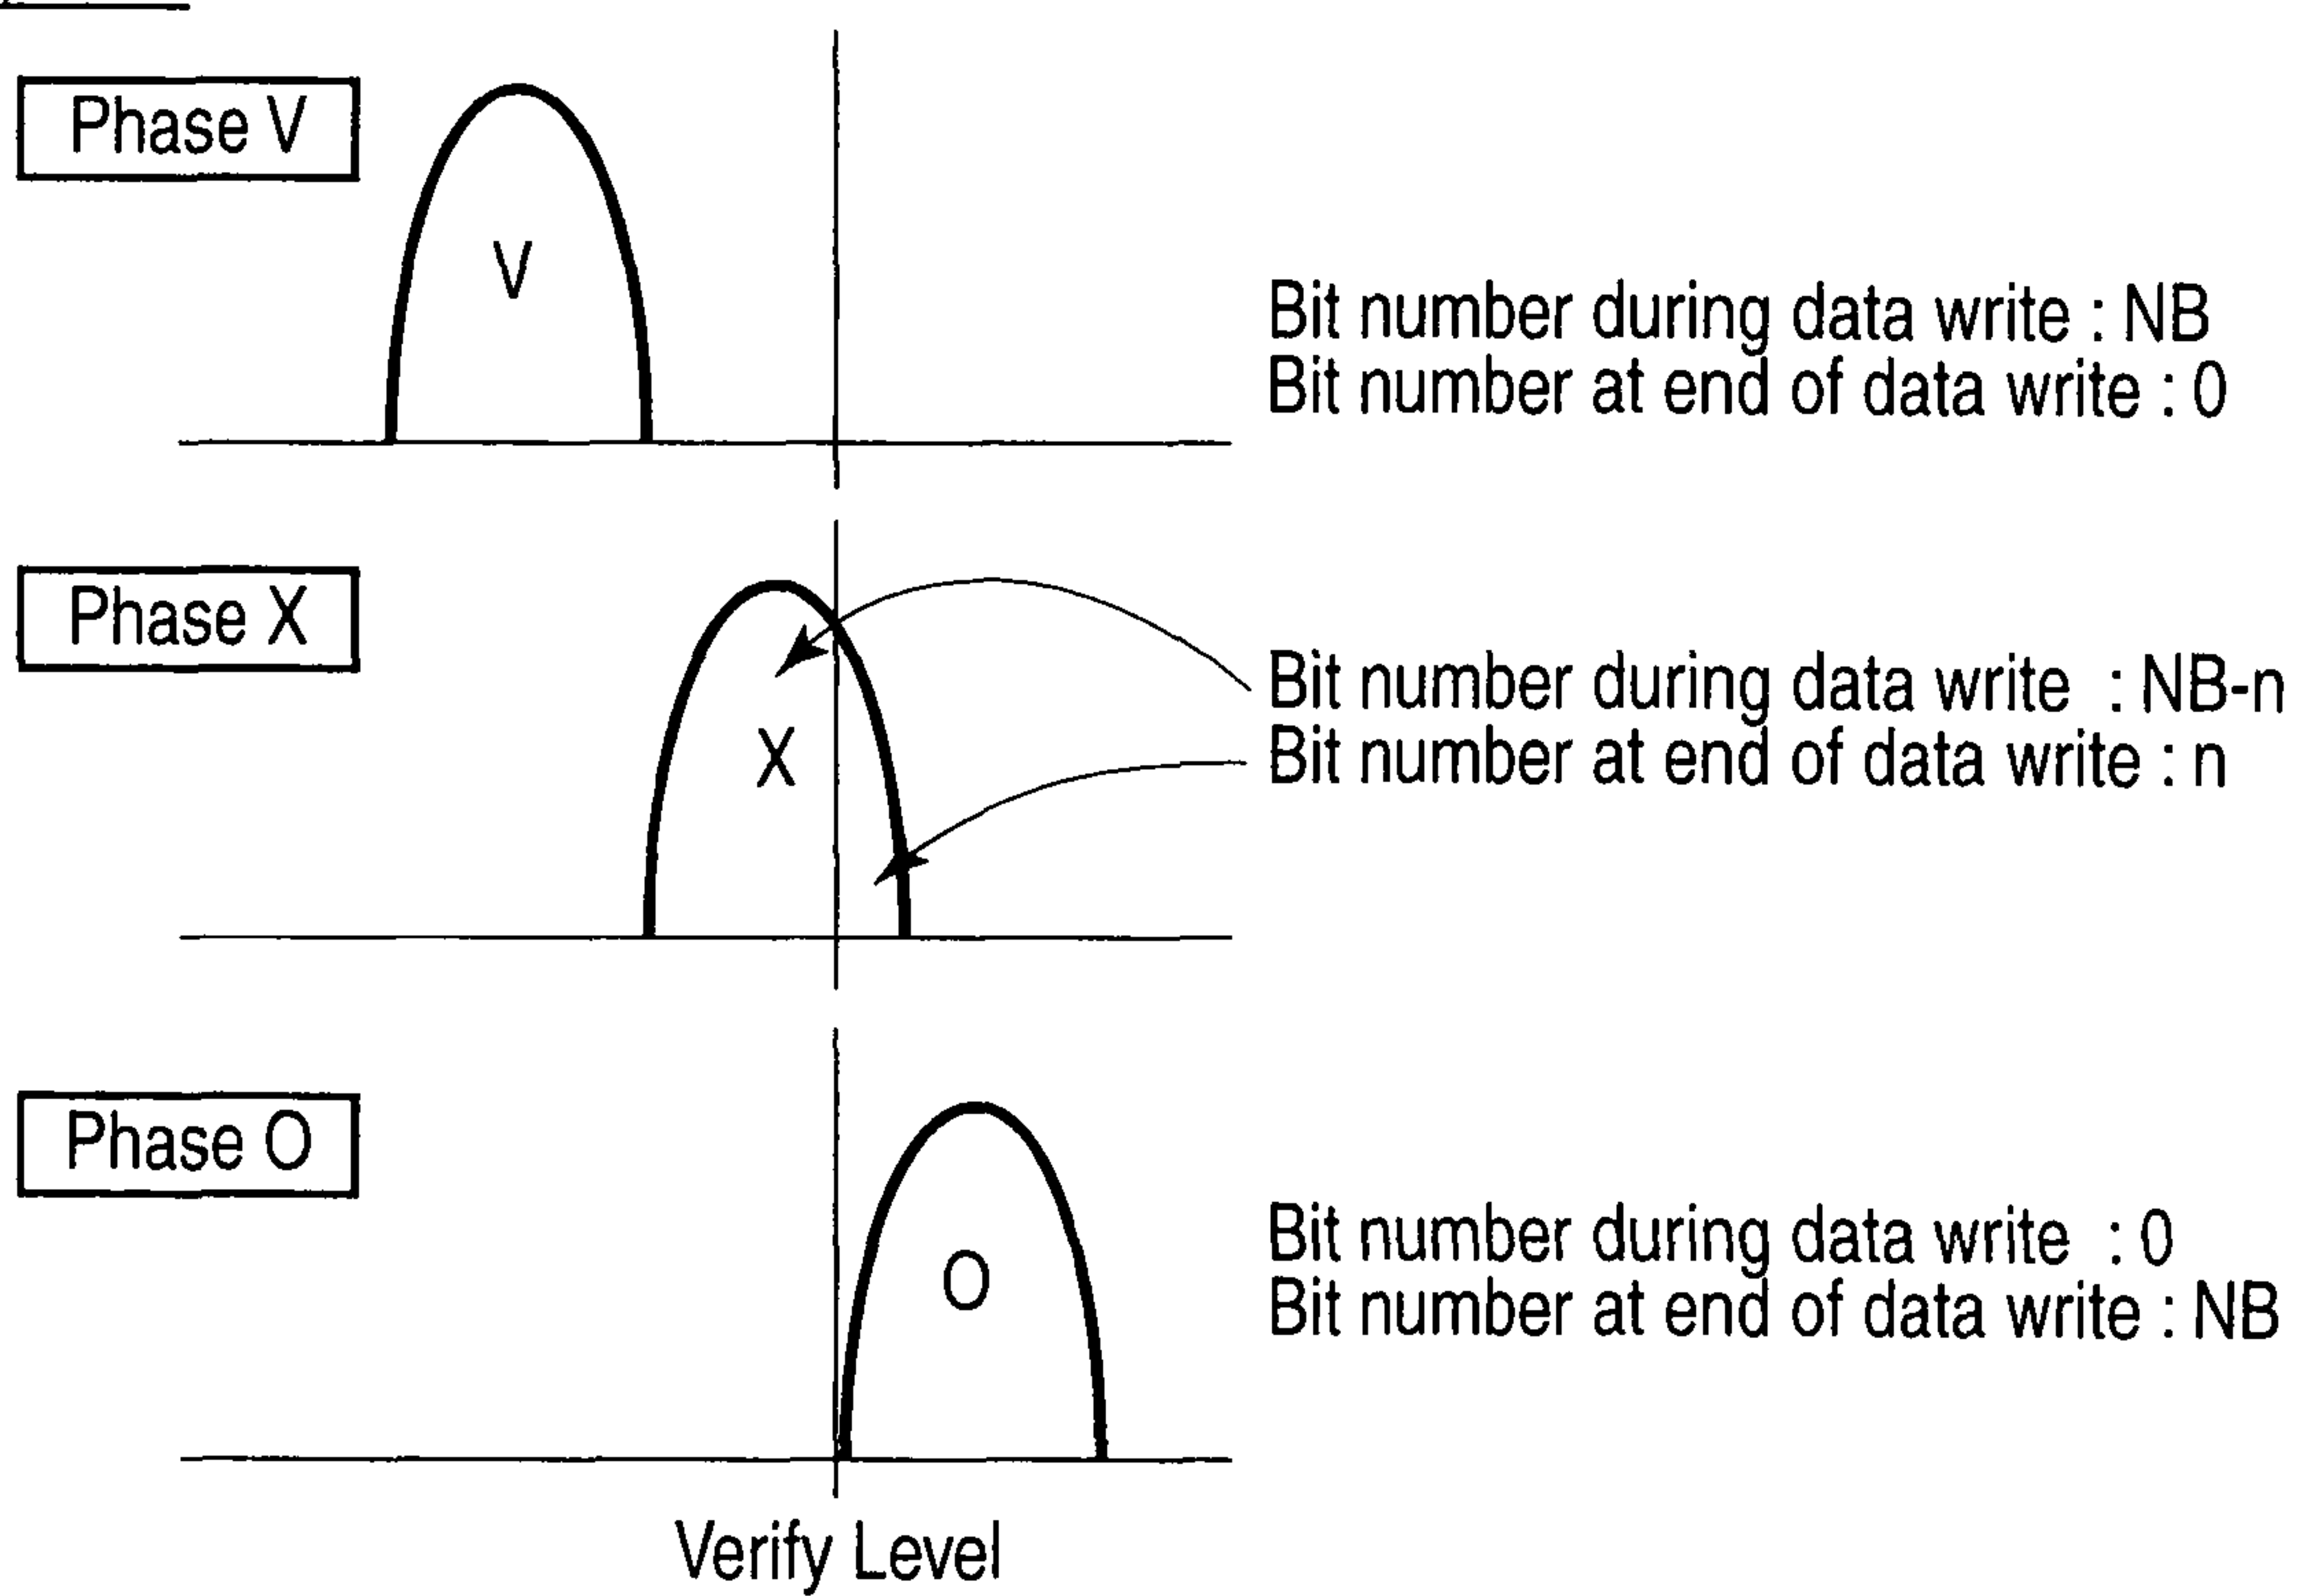 Phase V
V
Bit number during data write : NB
Bit number at end of data write : 0
Phase X
X
Bit number during data write : NB-n
Bit number at end of data write : n
Phase O
O
Bit number during data write : 0
Bit number at end of data write : NB
Verify Level